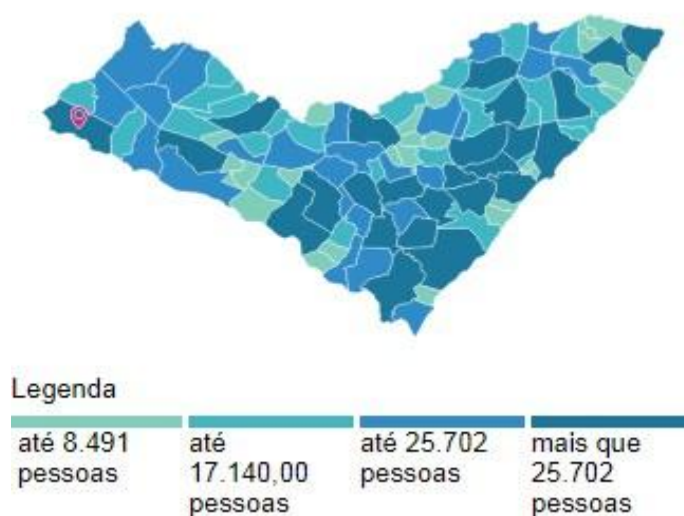 Legenda
até 8.491
pessoas
até
17.140,00
pessoas
até 25.702
pessoas
mais que
25.702
pessoas